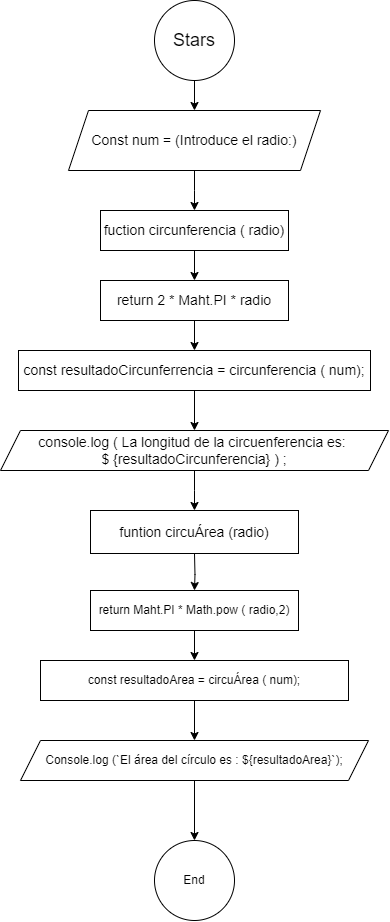 Stars
Const num = (Introduce el radio:)
fuction circunferencia ( radio)
return 2 * Maht.PI * radio
const resultadoCircunferrencia = circunferencia ( num);
console.log ( La longitud de la circuenferencia es:
$ {resultadoCircunferencia} ) ;
funtion circuÁrea (radio)
return Maht.PI * Math.pow ( radio,2)
const resultadoArea = circuÁrea ( num);
Console.log (`El área del círculo es : ${resultadoArea}`);
End